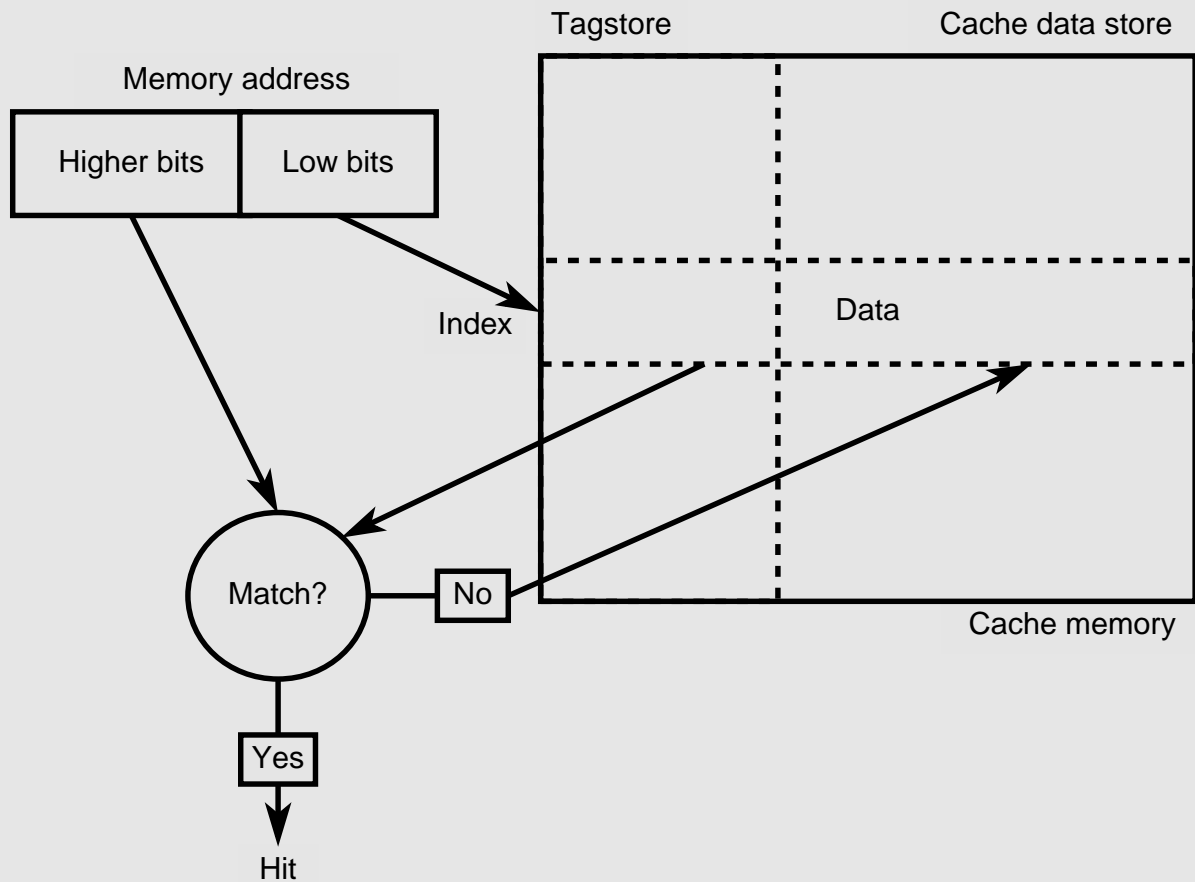 Tagstore
Cache data store
Memory address
Higher bits
Low bits
Index
Data
Match?
No
Cache memory
Yes
Hit